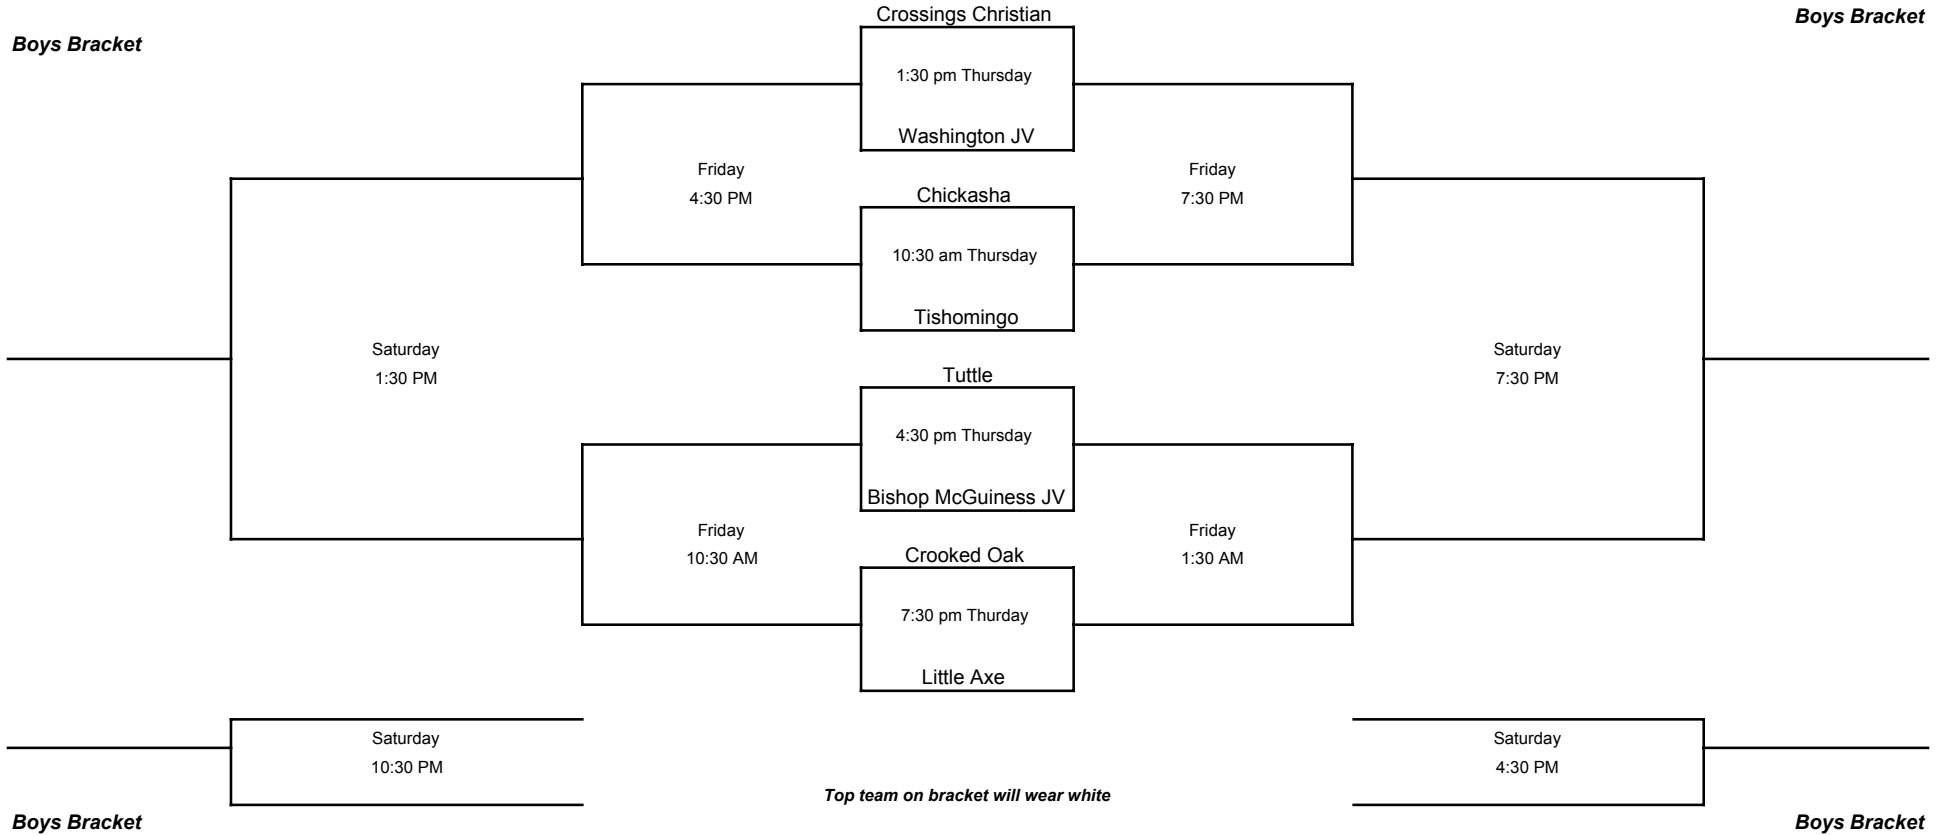 Crossings Christian
Boys Bracket
Boys Bracket
1:30 pm Thursday
Washington JV
Friday
4:30 PM
Friday
7:30 PM
Chickasha
10:30 am Thursday
Tishomingo
Saturday
1:30 PM
Saturday
7:30 PM
Tuttle
4:30 pm Thursday
Bishop McGuiness JV
Friday
10:30 AM
Friday
1:30 AM
Crooked Oak
7:30 pm Thurday
Little Axe
Saturday
10:30 PM
Saturday
4:30 PM
Top team on bracket will wear white
Boys Bracket
Boys Bracket